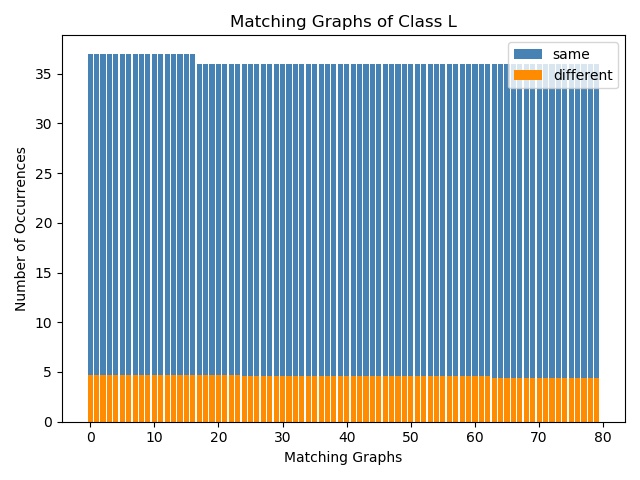 Matching Graphs of Class L
same
different
Number of Occurrences
35
30
25
20
15
10
5
0
0 10 20 30 40 50 60 70 80
Matching Graphs